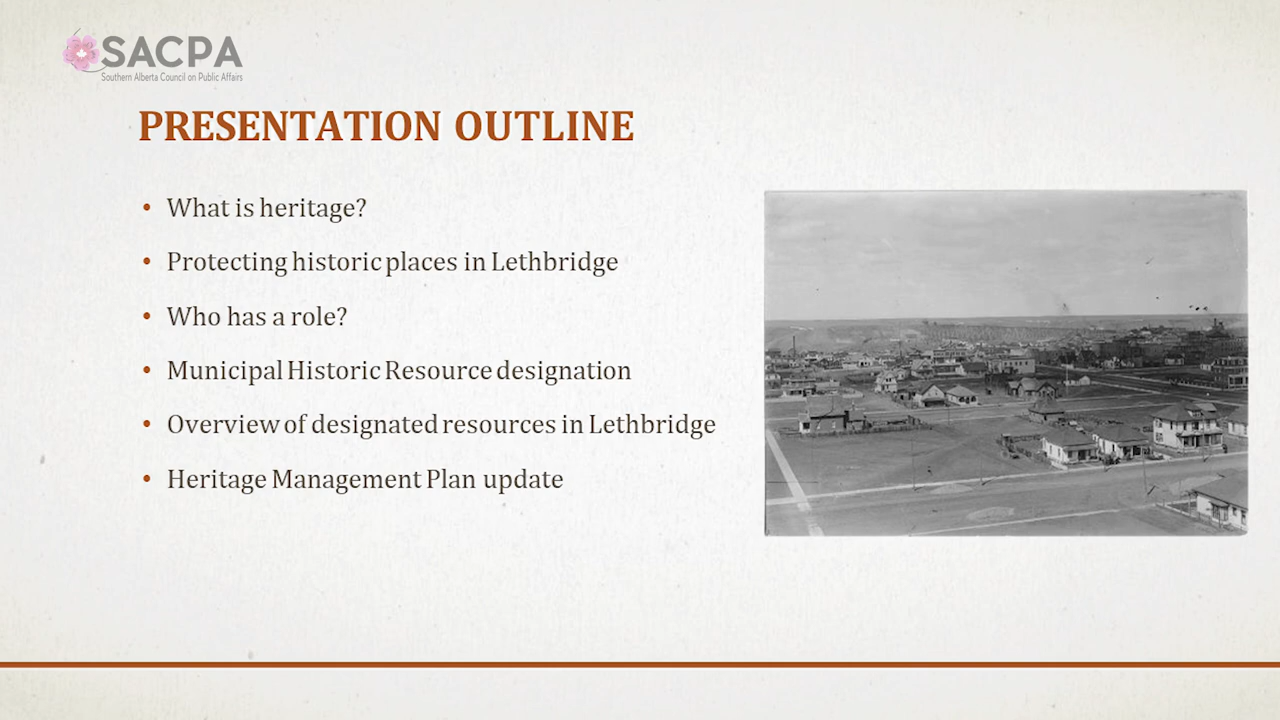 SACPA
Southern Alberta Council on Public Affairs
PRESENTATION OUTLINE
• What is heritage?
• Protecting historic places in Lethbridge
• Who has a role?
• Municipal Historic Resource designation
• Overview of designated resources in Lethbridge
• Heritage Management Plan update